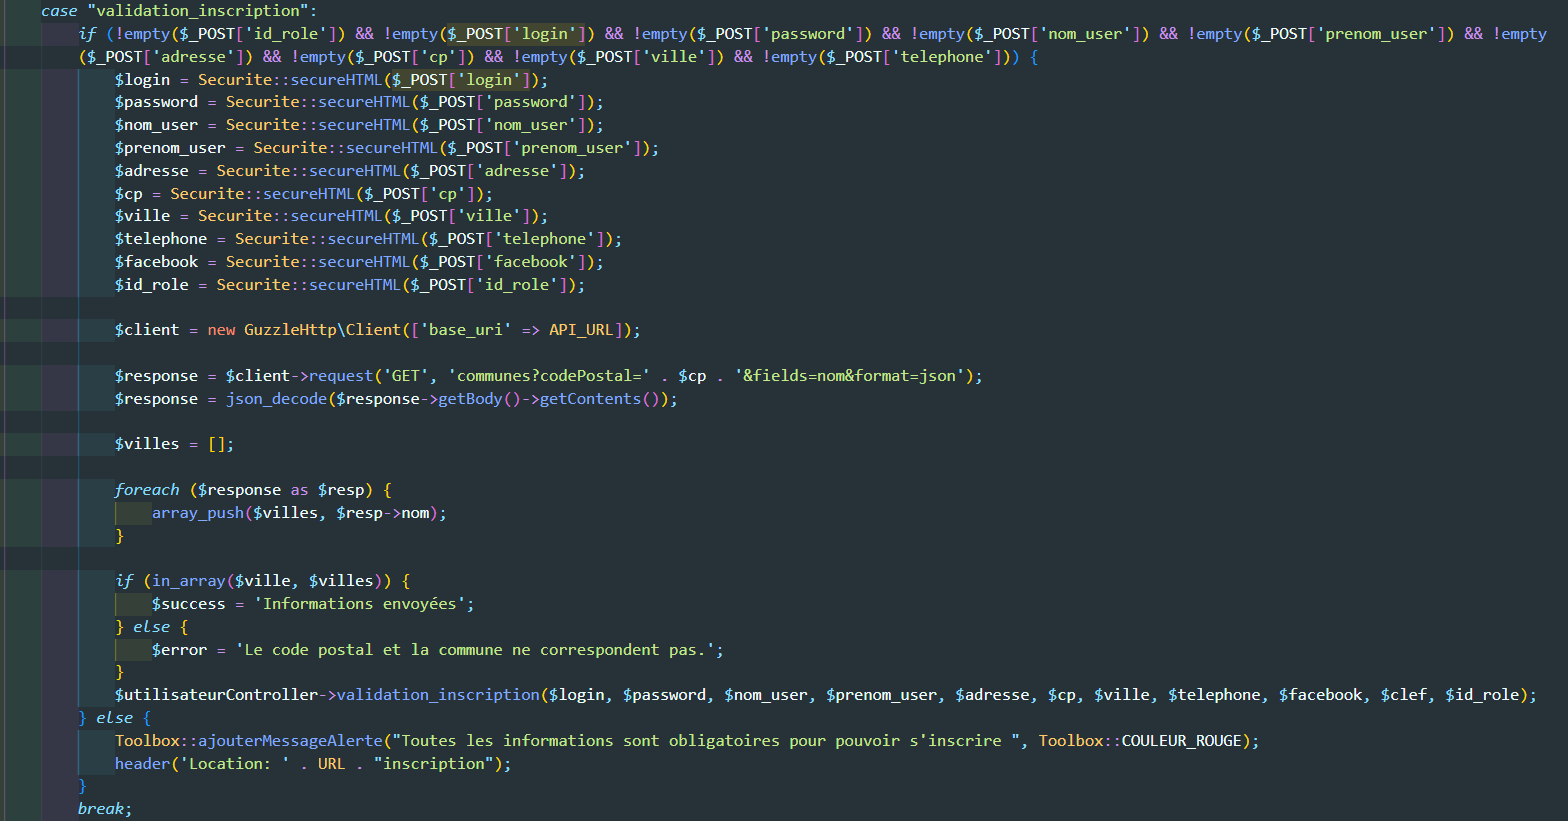 case "validation_inscription":
if (!empty($_POST['id_role']) && !empty($_POST['login']) && !empty($_POST['password']) && !empty($_POST['nom_user']) && !empty($_POST['prenom_user']) && !empty
($_POST['adresse']) && !empty($_POST['cp']) && !empty($_POST['ville']) && !empty($_POST['telephone'])) {
$login = Securite::secureHTML($_POST['login']);
$password = Securite::secureHTML($_POST['password']);
$nom_user = Securite::secureHTML($_POST['nom_user']);
$prenom_user = Securite::secureHTML($_POST['prenom_user']);
$adresse = Securite::secureHTML($_POST['adresse']);
$cp = Securite::secureHTML($_POST['cp']);
$ville = Securite::secureHTML($_POST['ville']);
$telephone = Securite::secureHTML($_POST['telephone']);
$facebook = Securite::secureHTML($_POST['facebook']);
$id_role = Securite::secureHTML($_POST['id_role']);
$client = new GuzzleHttp\Client(['base_uri' => API_URL]);
$response = $client->request('GET', 'communes?codePostal=' . $cp . '&fields=nom&format=json');
$response = json_decode($response->getBody()->getContents());
$villes = [];
foreach ($response as $resp) {
array_push($villes, $resp->nom);
}
if (in_array($ville, $villes)) {
$success = 'Informations envoyées';
} else {
$error = 'Le code postal et la commune ne correspondent pas.';
}
$utilisateurController->validation_inscription($login, $password, $nom_user, $prenom_user, $adresse, $cp, $ville, $telephone, $facebook, $clef, $id_role);
} else {
Toolbox::ajouterMessageAlerte("Toutes les informations sont obligatoires pour pouvoir s'inscrire ", Toolbox::COULEUR_ROUGE);
header('Location: ' . URL . "inscription");
}
break;